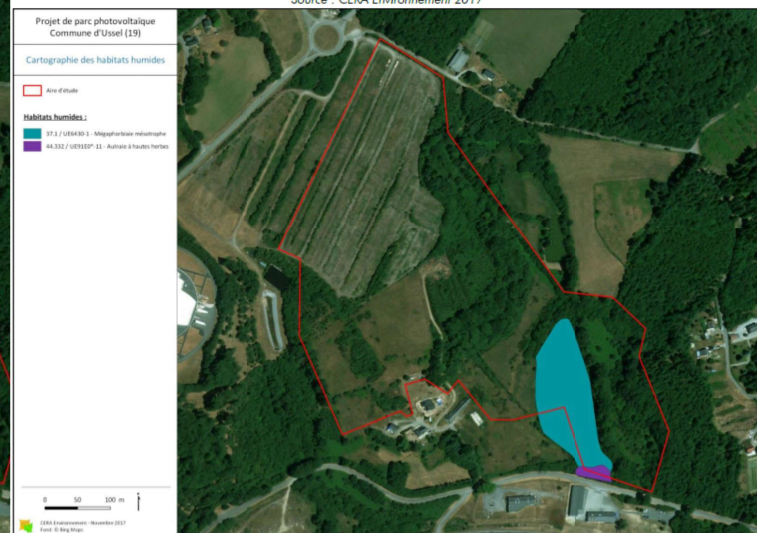 Source : CERA Environnement 2017
Projet de parc photovoltaïque
Commune d'Ussel (19)
Cartographie des habitats humides
Aire d'étude
Habitats humides :
37.1 / UE6430-1 - Mégaphorbiaie mésotrophe
44.332 / UE91E0*-11 - Aulnaie à hautes herbes
0 50 100 m
CERA Environnement - Novembre 2017
Fond : © Bing Maps